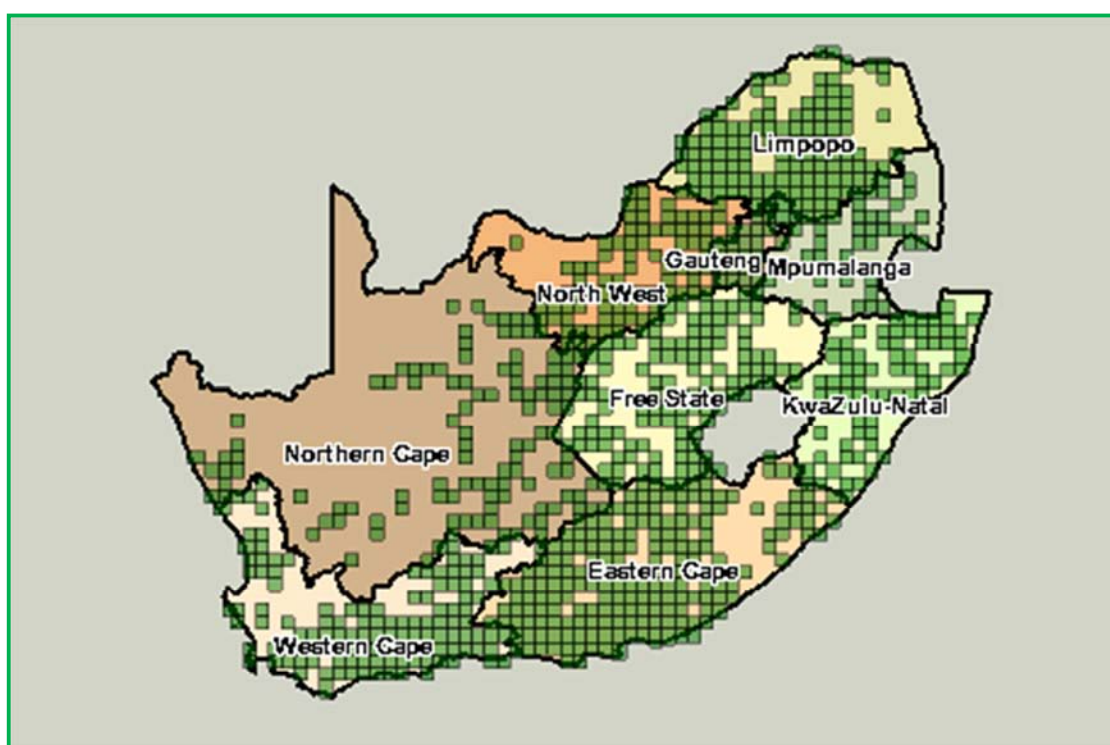 Limpopo
Gauteng
Mpumalanga
North West
Free State
KwaZulu-Natal
Northern Cape
Eastern Cape
Western Cape